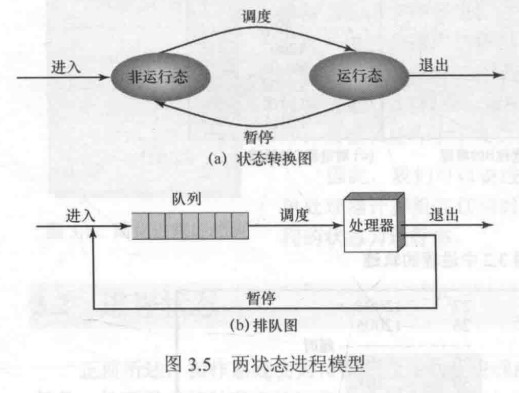 调度
进入
非运行态
运行态
退出
暂停
(a) 状态转换图
队列
进入
调度
处理器
退出
暂停
(b) 排队图
图 3.5 两状态进程模型